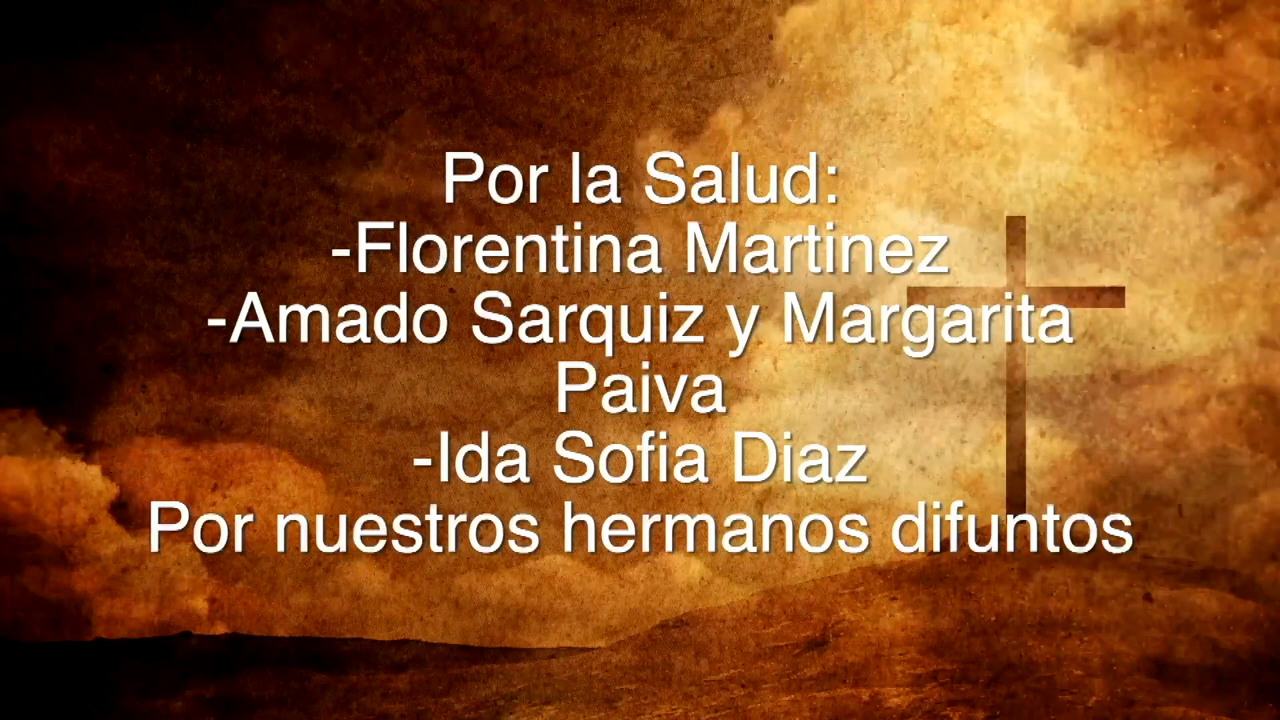 Por la Salud:
-Florentina Martinez
-Amado Sarquiz y Margarita
Paiva
-Ida Sofia Diaz
Por nuestros hermanos difuntos